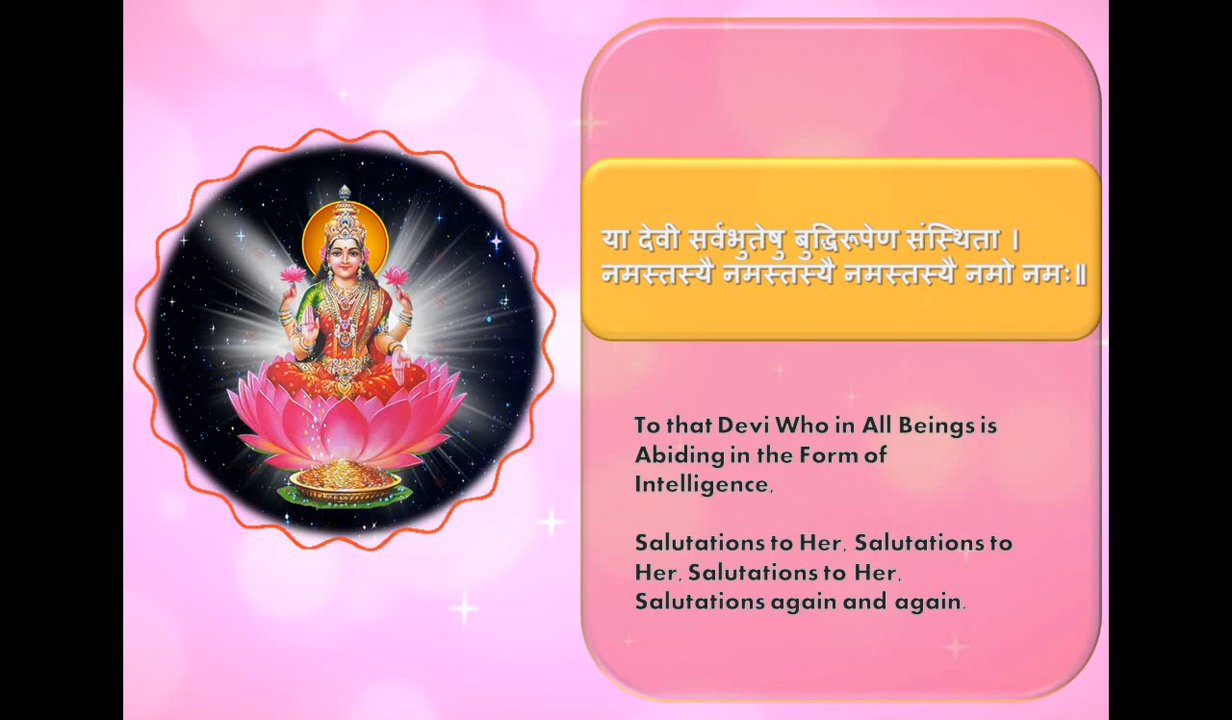 या देवी सर्वभुतेषु बुद्धिरूपेण संस्थिता ।
नमस्तस्यै नमस्तस्यै नमस्तस्यै नमो नमः॥
To that Devi Who in All Beings is
Abiding in the Form of
Intelligence,
Salutations to Her, Salutations to
Her, Salutations to Her,
Salutations again and again.